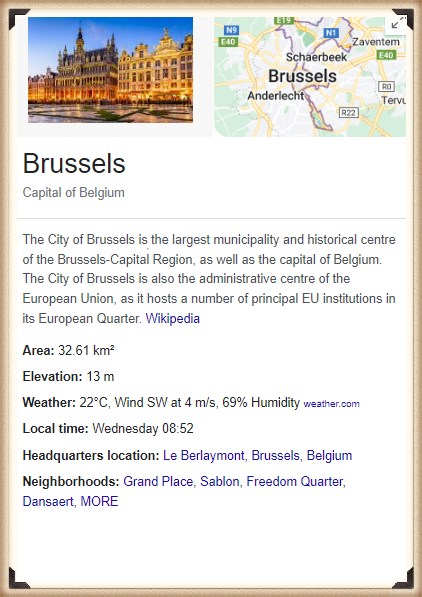 E19
N9
N1
Zaventem
E40
E40
Schaerbeek
Brussels
R0
Anderlecht
Tervu
R22
Brussels
Capital of Belgium
The City of Brussels is the largest municipality and historical centre
of the Brussels-Capital Region, as well as the capital of Belgium.
The City of Brussels is also the administrative centre of the
European Union, as it hosts a number of principal EU institutions in
its European Quarter. Wikipedia
Area: 32.61 km²
Elevation: 13 m
Weather: 22°C, Wind SW at 4 m/s, 69% Humidity weather.com
Local time: Wednesday 08:52
Headquarters location: Le Berlaymont, Brussels, Belgium
Neighborhoods: Grand Place, Sablon, Freedom Quarter,
Dansaert, MORE